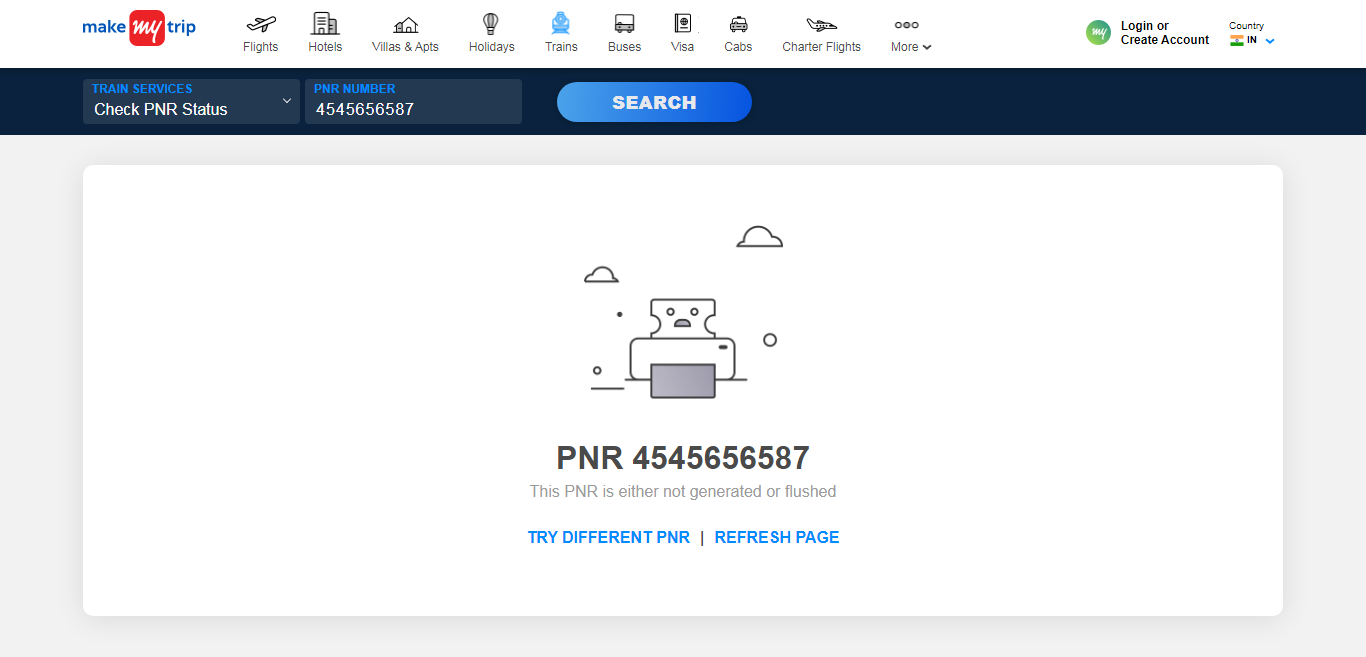 make my trip
Flights
Hotels
Villas & Apts
Holidays
Trains
Buses
Visa
Cabs
Charter Flights
More
my
Login or
Create Account
Country
IN
TRAIN SERVICES
Check PNR Status
PNR NUMBER
4545656587
SEARCH
PNR 4545656587
This PNR is either not generated or flushed
TRY DIFFERENT PNR | REFRESH PAGE